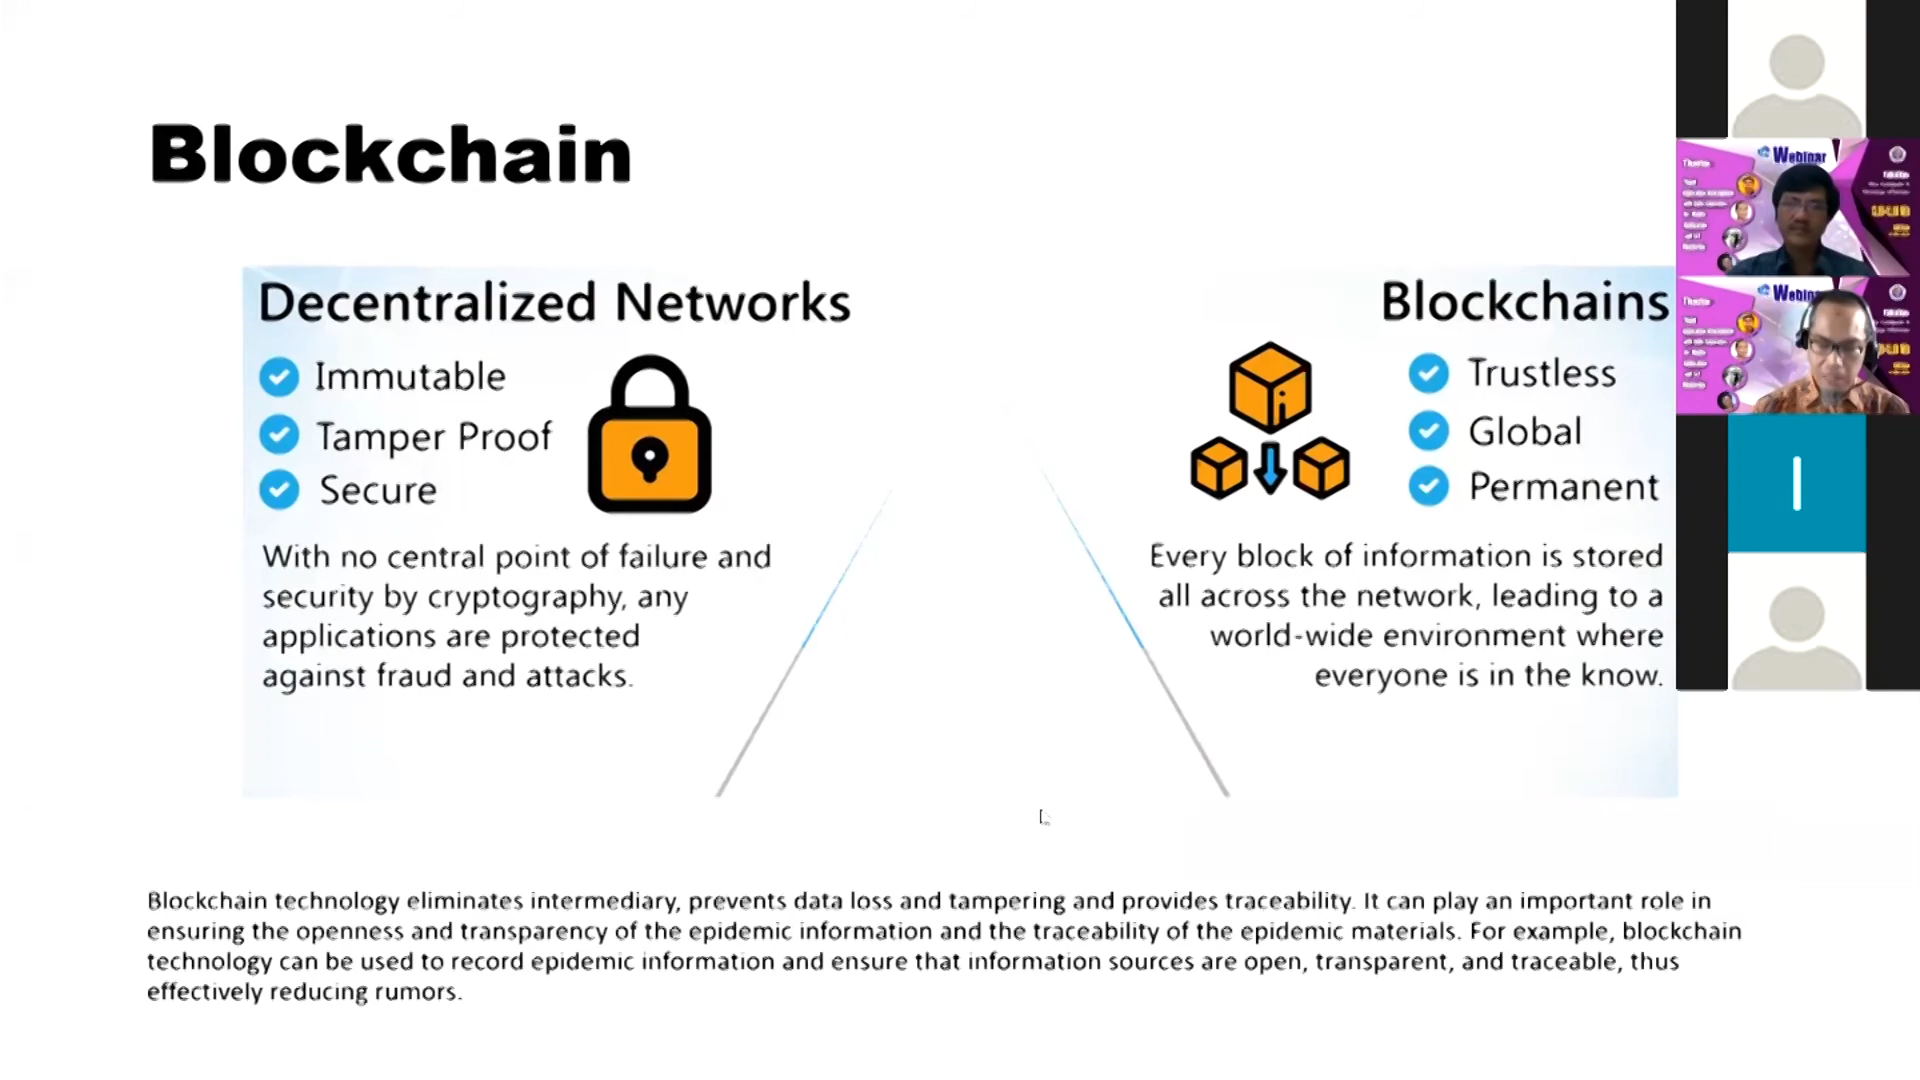 Blockchain
Decentralized Networks
Immutable
Tamper Proof
Secure
With no central point of failure and
security by cryptography, any
applications are protected
against fraud and attacks.
Blockchains
Trustless
Global
Permanent
Every block of information is stored
all across the network, leading to a
world-wide environment where
everyone is in the know.
Blockchain technology eliminates intermediary, prevents data loss and tampering and provides traceability. It can play an important role in
ensuring the openness and transparency of the epidemic information and the traceability of the epidemic materials. For example, blockchain
technology can be used to record epidemic information and ensure that information sources are open, transparent, and traceable, thus
effectively reducing rumors.
Webinar
I